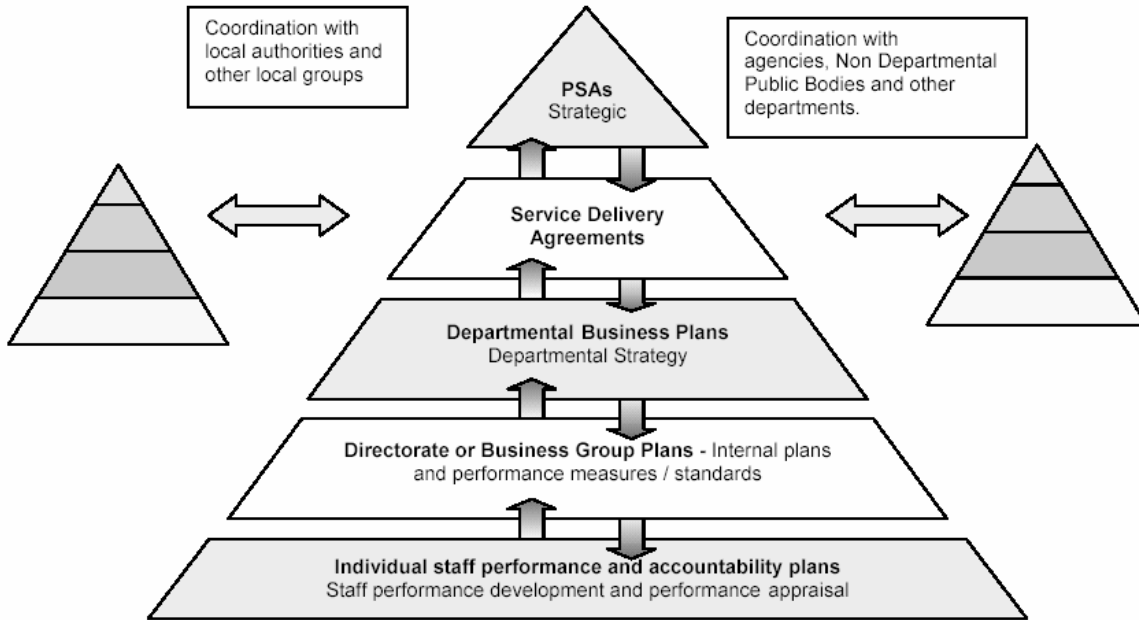 Coordination with
local authorities and
other local groups
Coordination with
agencies, Non Departmental
Public Bodies and other
departments.
PSAs
Strategic
Service Delivery
Agreements
Departmental Business Plans
Departmental Strategy
Directorate or Business Group Plans - Internal plans
and performance measures / standards
Individual staff performance and accountability plans
Staff performance development and performance appraisal